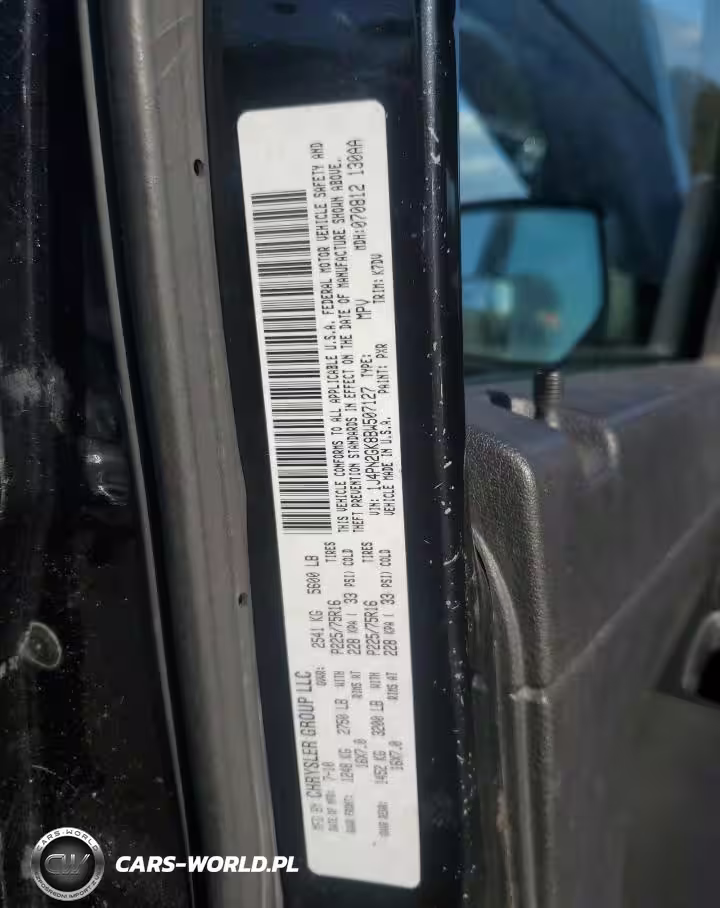 MFD BY: CHRYSLER GROUP LLC
DATE OF MFR: 7-10 GVWR: 2541 KG 5600 LB
GAWR FRONT: 1248 KG 2750 LB WITH P225/75R16 TIRES
16X7.0 RIMS AT 228 KPA ( 33 PSI) COLD
GAWR REAR: 1452 KG 3200 LB WITH P225/75R16 TIRES
16X7.0 RIMS AT 228 KPA ( 33 PSI) COLD
THIS VEHICLE CONFORMS TO ALL APPLICABLE U.S.A. FEDERAL MOTOR VEHICLE SAFETY AND
THEFT PREVENTION STANDARDS IN EFFECT ON THE DATE OF MANUFACTURE SHOWN ABOVE.
VIN: 1J4PN2GK8BW507127 TYPE: MPV MDH:070812 130AA
VEHICLE MADE IN U.S.A. PAINT: PXR TRIM: K7DV
CARS-WORLD
CW
CARS-WORLD.PL